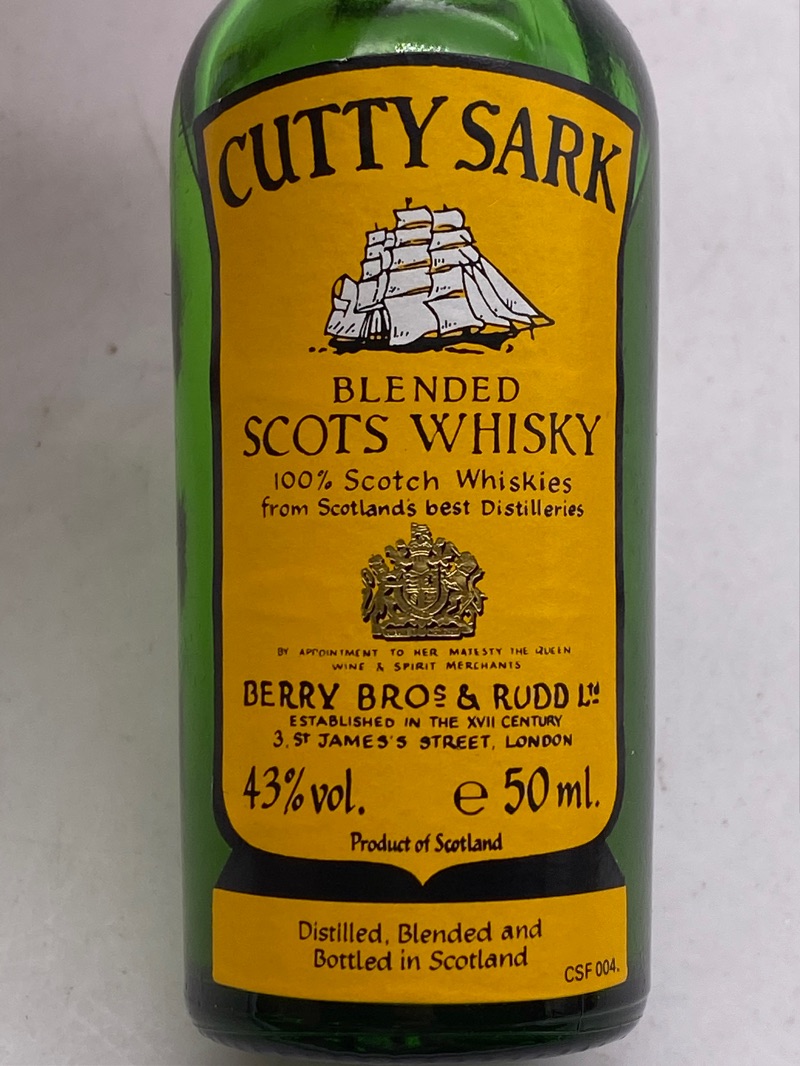 CUTTY SARK
BLENDED
SCOTS WHISKY
100% Scotch Whiskies
from Scotland's best Distilleries
BY APPOINTMENT TO HER MAJESTY THE QUEEN
WINE & SPIRIT MERCHANTS
BERRY BROS & RUDD Ltd
ESTABLISHED IN THE XVII CENTURY
3, ST JAMES'S STREET, LONDON
43% vol. e 50 ml.
Product of Scotland
Distilled, Blended and
Bottled in Scotland
CSF 004.